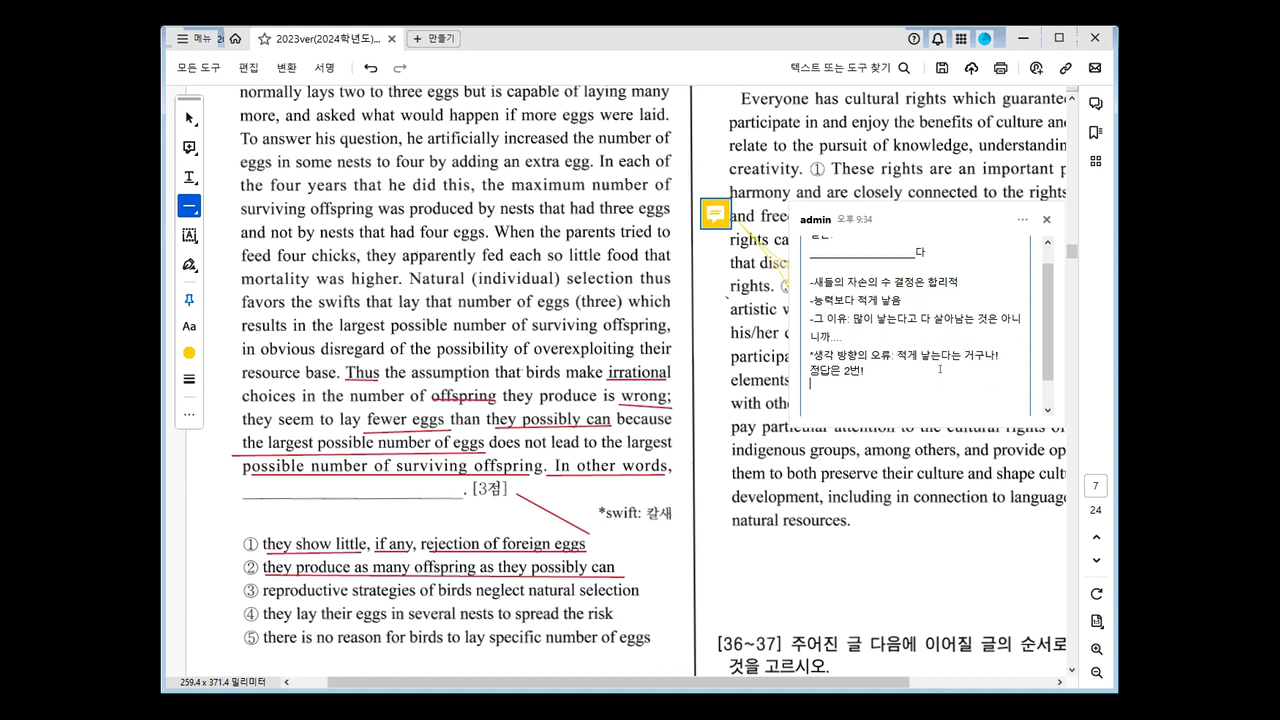 메뉴
2023ver(2024학년도)...
만들기
모든 도구
편집
변환
서명
텍스트 또는 도구 찾기
normally lays two to three eggs but is capable of laying many
more, and asked what would happen if more eggs were laid.
To answer his question, he artificially increased the number of
eggs in some nests to four by adding an extra egg. In each of
the four years that he did this, the maximum number of
surviving offspring was produced by nests that had three eggs
and not by nests that had four eggs. When the parents tried to
feed four chicks, they apparently fed each so little food that
mortality was higher. Natural (individual) selection thus
favors the swifts that lay that number of eggs (three) which
results in the largest possible number of surviving offspring,
in obvious disregard of the possibility of overexploiting their
resource base. Thus the assumption that birds make irrational
choices in the number of offspring they produce is wrong;
they seem to lay fewer eggs than they possibly can because
the largest possible number of eggs does not lead to the largest
possible number of surviving offspring. In other words,
____________________. [3점]
*swift: 칼새
① they show little, if any, rejection of foreign eggs
② they produce as many offspring as they possibly can
③ reproductive strategies of birds neglect natural selection
④ they lay their eggs in several nests to spread the risk
⑤ there is no reason for birds to lay specific number of eggs
Everyone has cultural rights which guarantee
participate in and enjoy the benefits of culture and
relate to the pursuit of knowledge, understanding
creativity. ① These rights are an important p
harmony and are closely connected to the rights
and free
rights ca
that disc
rights.
artistic w
his/her c
participa
elements
with othe
pay particular attention to the cultural rights of
indigenous groups, among others, and provide op
them to both preserve their culture and shape cult
development, including in connection to language
natural resources.
[36~37] 주어진 글 다음에 이어질 글의 순서로
것을 고르시오.
admin 오후 9:34
____________________다
-새들의 자손의 수 결정은 합리적
-능력보다 적게 낳음
-그 이유: 많이 낳는다고 다 살아남는 것은 아니
니까....
*생각 방향의 오류: 적게 낳는다는 거구나!
정답은 2번!
A
Aa
7
24
259.4 x 371.4 밀리미터